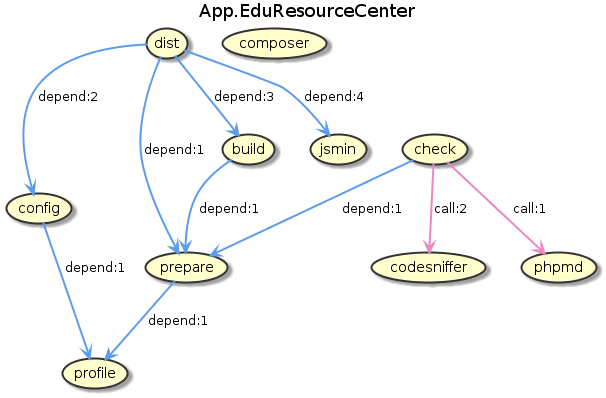 App.EduResourceCenter
dist
composer
depend:2
depend:3
depend:4
depend:1
build
jsmin
check
config
depend:1
depend:1
call:2
call:1
depend:1
prepare
codesniffer
phpmd
depend:1
profile